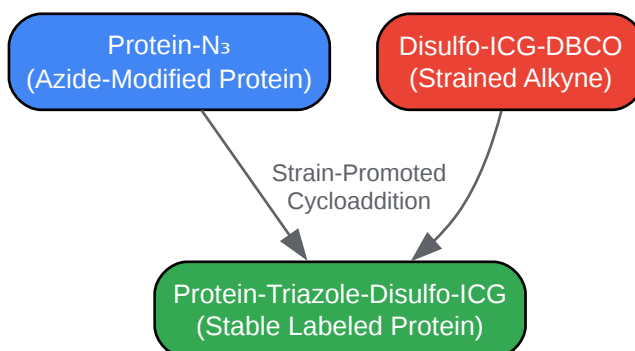 Protein-N₃
(Azide-Modified Protein)
Disulfo-ICG-DBCO
(Strained Alkyne)
Strain-Promoted
Cycloaddition
Protein-Triazole-Disulfo-ICG
(Stable Labeled Protein)